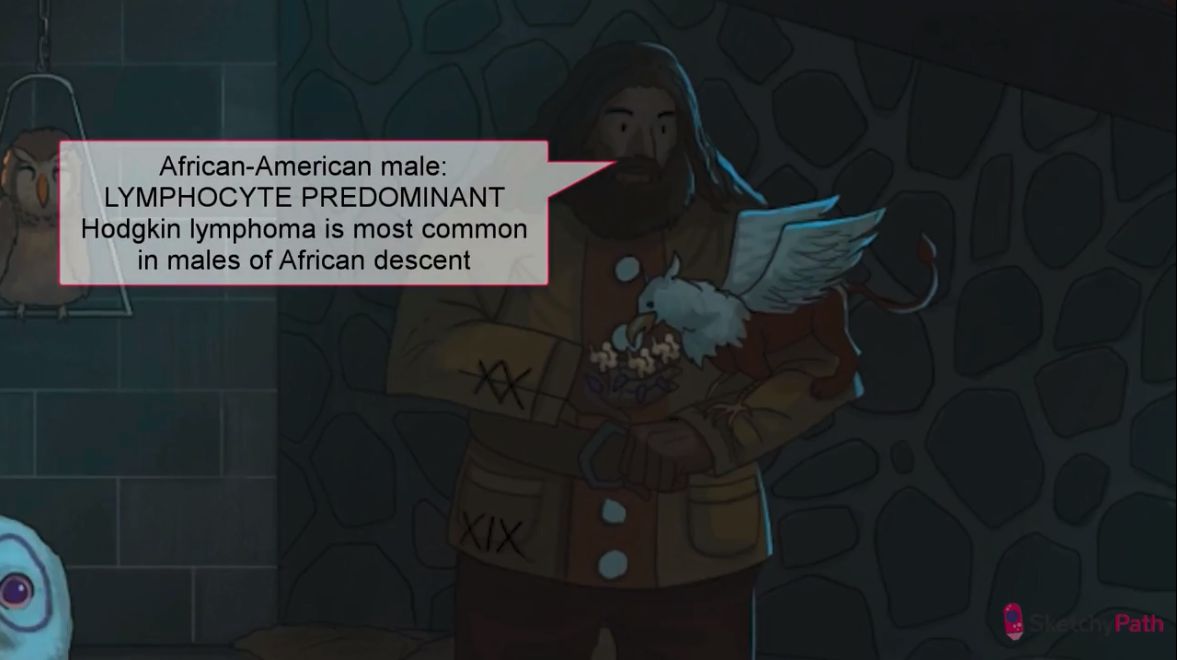 African-American male:
LYMPHOCYTE PREDOMINANT
Hodgkin lymphoma is most common
in males of African descent
XX
XIX
SketchyPath